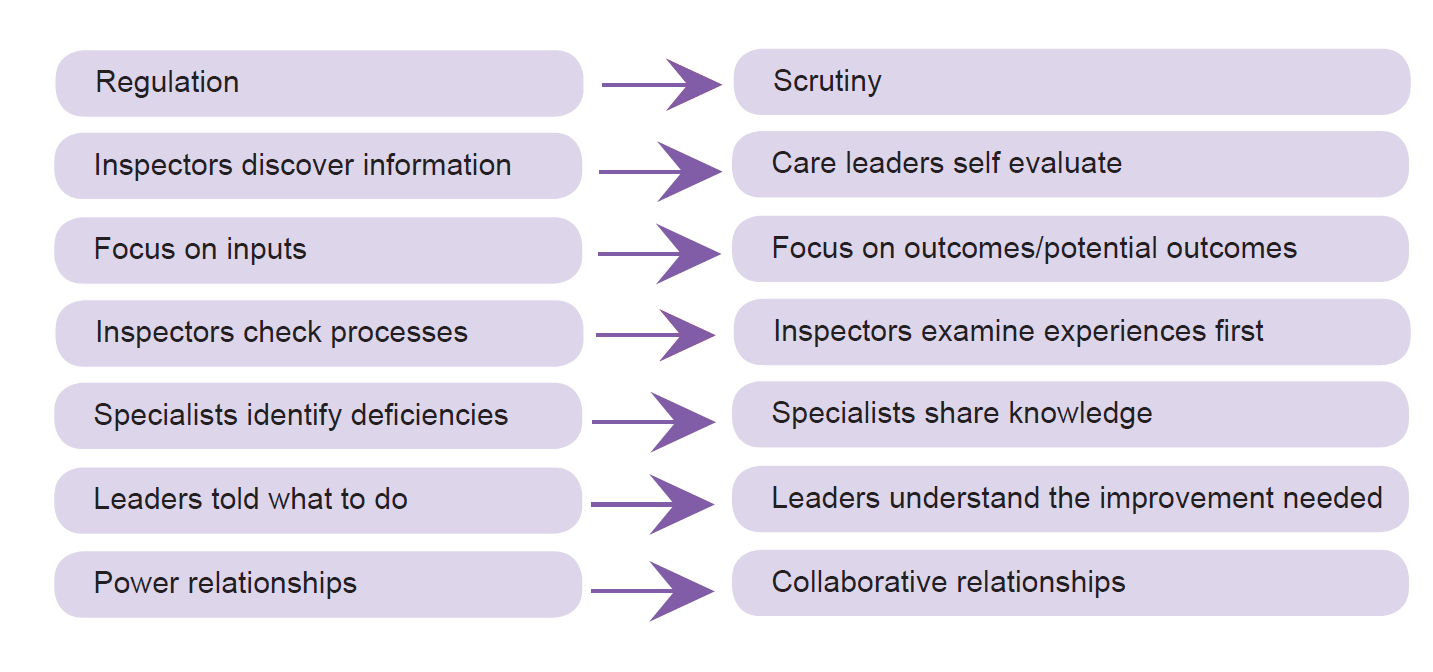 Regulation
Scrutiny
Inspectors discover information
Care leaders self evaluate
Focus on inputs
Focus on outcomes/potential outcomes
Inspectors check processes
Inspectors examine experiences first
Specialists identify deficiencies
Specialists share knowledge
Leaders told what to do
Leaders understand the improvement needed
Power relationships
Collaborative relationships